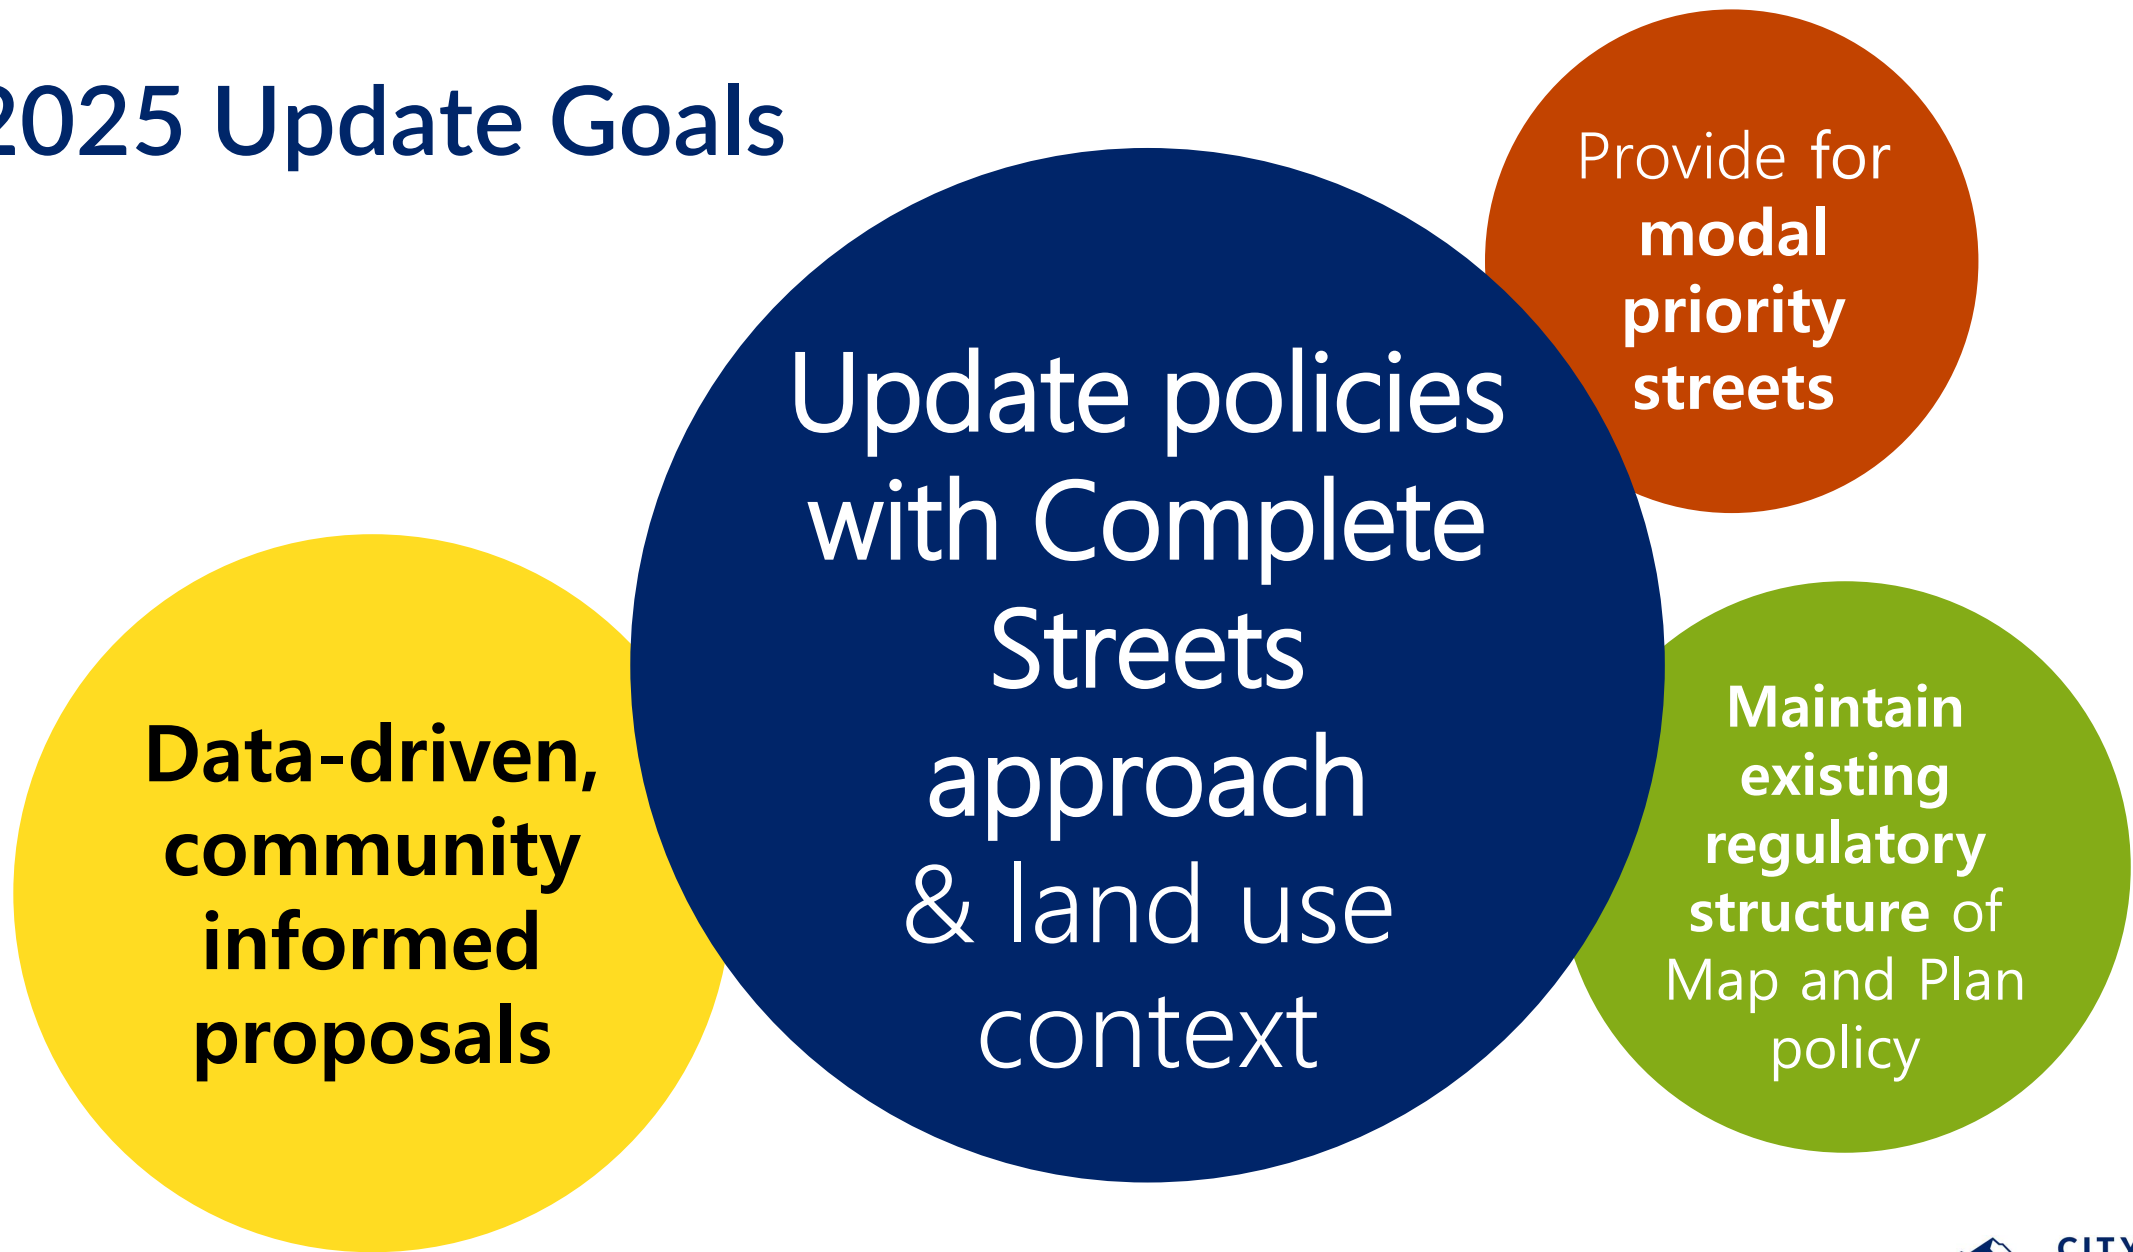 2025 Update Goals
Provide for
modal
priority
streets
Update policies
with Complete
Streets
approach
& land use
context
Data-driven,
community
informed
proposals
Maintain
existing
regulatory
structure of
Map and Plan
policy
CITY